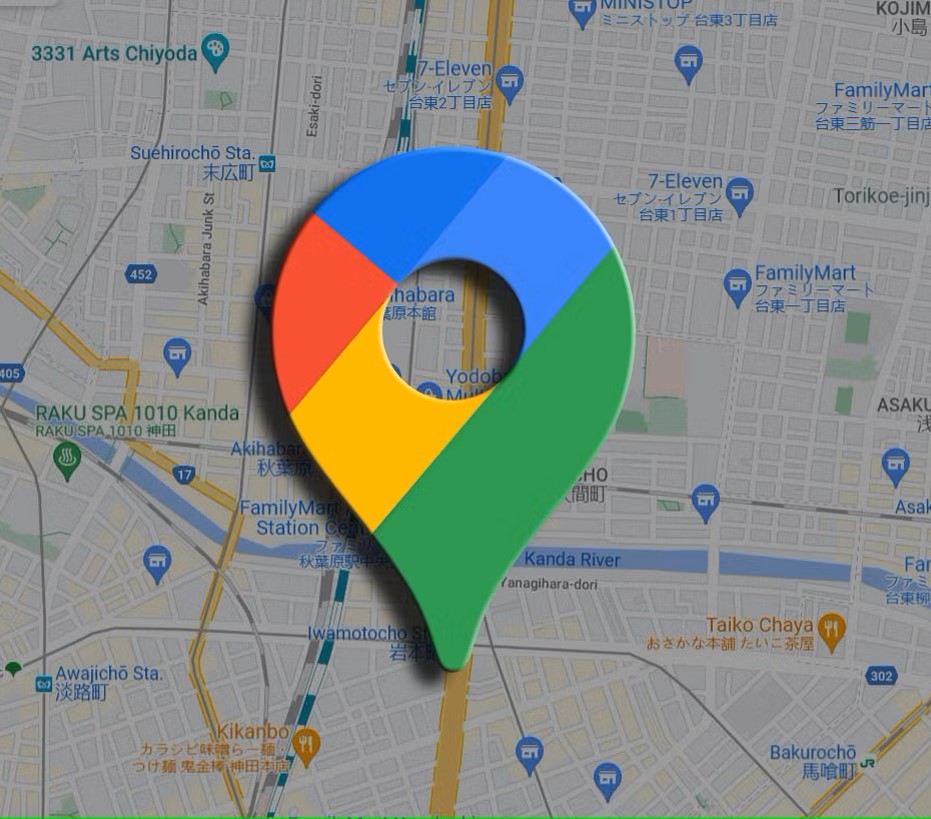 MINISTOP
ミニストップ 台東3丁目店
KOJIM
小島
3331 Arts Chiyoda
7-Eleven
セブン-イレブン
台東2丁目店
Esaki-dori
FamilyMart
ファミリーマート
台東三筋一丁目店
Suehirochō Sta.
末広町
7-Eleven
セブン-イレブン
台東1丁目店
Torikoe-jinj
Akihabara Junk St
452
FamilyMart
ファミリーマート
台東一丁目店
ihabara
葉原本館
405
Yodob
Mul
RAKU SPA 1010 Kanda
RAKU SPA 1010 神田
ASAKU
浅
Akihabara
秋葉原
17
CHO
久間町
FamilyMart
Station Cen
ファミ
秋葉原駅中央
Asak
Kanda River
Fa
ファミ
台東柳
Yanagihara-dori
Iwamotocho St
岩本町
Taiko Chaya
おさかな本舗 たいこ茶屋
Awajichō Sta.
淡路町
302
Kikanbo
カラシビ味噌らー麺
つけ麺 鬼金棒 神田本店
Bakurochō
馬喰町
JR